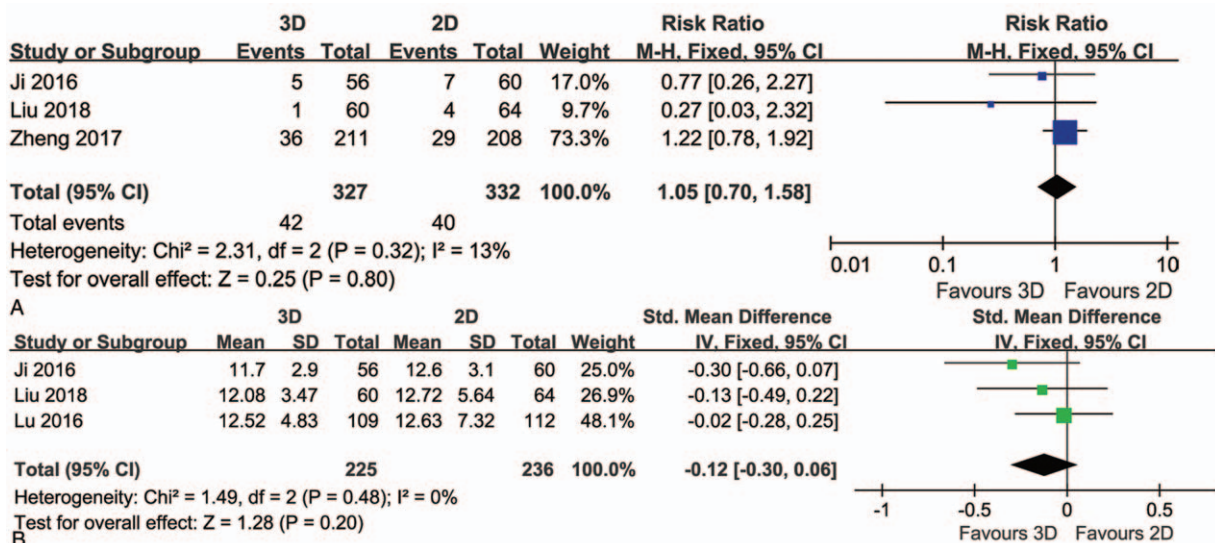 3D 2D Risk Ratio Risk Ratio
Study or Subgroup Events Total Events Total Weight M-H, Fixed, 95% CI M-H, Fixed, 95% CI
Ji 2016 5 56 7 60 17.0% 0.77 [0.26, 2.27]
Liu 2018 1 60 4 64 9.7% 0.27 [0.03, 2.32]
Zheng 2017 36 211 29 208 73.3% 1.22 [0.78, 1.92]
Total (95% CI) 327 332 100.0% 1.05 [0.70, 1.58]
Total events 42 40
Heterogeneity: Chi² = 2.31, df = 2 (P = 0.32); I² = 13%
Test for overall effect: Z = 0.25 (P = 0.80)
0.01 0.1 1 10
Favours 3D Favours 2D
A
3D 2D Std. Mean Difference Std. Mean Difference
Study or Subgroup Mean SD Total Mean SD Total Weight IV, Fixed, 95% CI IV, Fixed, 95% CI
Ji 2016 11.7 2.9 56 12.6 3.1 60 25.0% -0.30 [-0.66, 0.07]
Liu 2018 12.08 3.47 60 12.72 5.64 64 26.9% -0.13 [-0.49, 0.22]
Lu 2016 12.52 4.83 109 12.63 7.32 112 48.1% -0.02 [-0.28, 0.25]
Total (95% CI) 225 236 100.0% -0.12 [-0.30, 0.06]
Heterogeneity: Chi² = 1.49, df = 2 (P = 0.48); I² = 0%
Test for overall effect: Z = 1.28 (P = 0.20)
-1 -0.5 0 0.5
Favours 3D Favours 2D
B